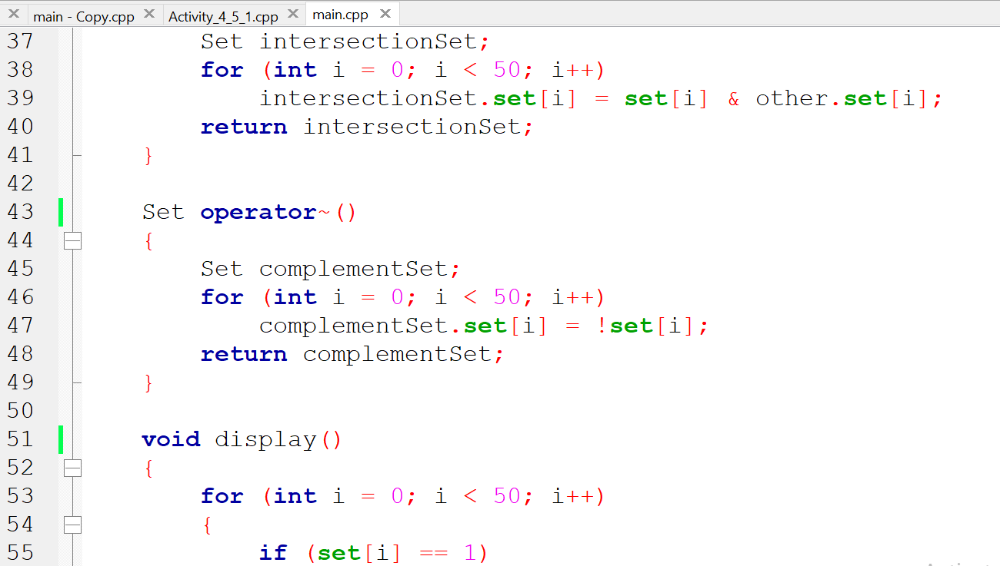 main - Copy.cpp Activity_4_5_1.cpp main.cpp
37 Set intersectionSet;
38 for (int i = 0; i < 50; i++)
39 intersectionSet.set[i] = set[i] & other.set[i];
40 return intersectionSet;
41 }
42
43 Set operator~()
44 {
45 Set complementSet;
46 for (int i = 0; i < 50; i++)
47 complementSet.set[i] = !set[i];
48 return complementSet;
49 }
50
51 void display()
52 {
53 for (int i = 0; i < 50; i++)
54 {
55 if (set[i] == 1)